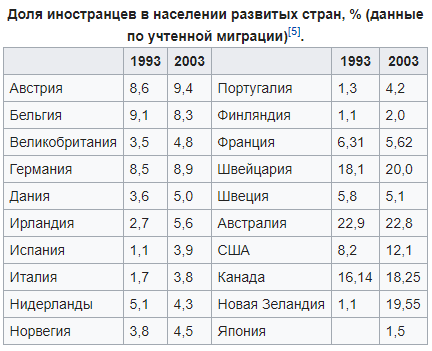 Доля иностранцев в населении развитых стран, % (данные
по учтенной миграции)[5].
1993 2003 1993 2003
Австрия 8,6 9,4 Португалия 1,3 4,2
Бельгия 9,1 8,3 Финляндия 1,1 2,0
Великобритания 3,5 4,8 Франция 6,31 5,62
Германия 8,5 8,9 Швейцария 18,1 20,0
Дания 3,6 5,0 Швеция 5,8 5,1
Ирландия 2,7 5,6 Австралия 22,9 22,8
Испания 1,1 3,9 США 8,2 12,1
Италия 1,7 3,8 Канада 16,14 18,25
Нидерланды 5,1 4,3 Новая Зеландия 1,1 19,55
Норвегия 3,8 4,5 Япония 1,5